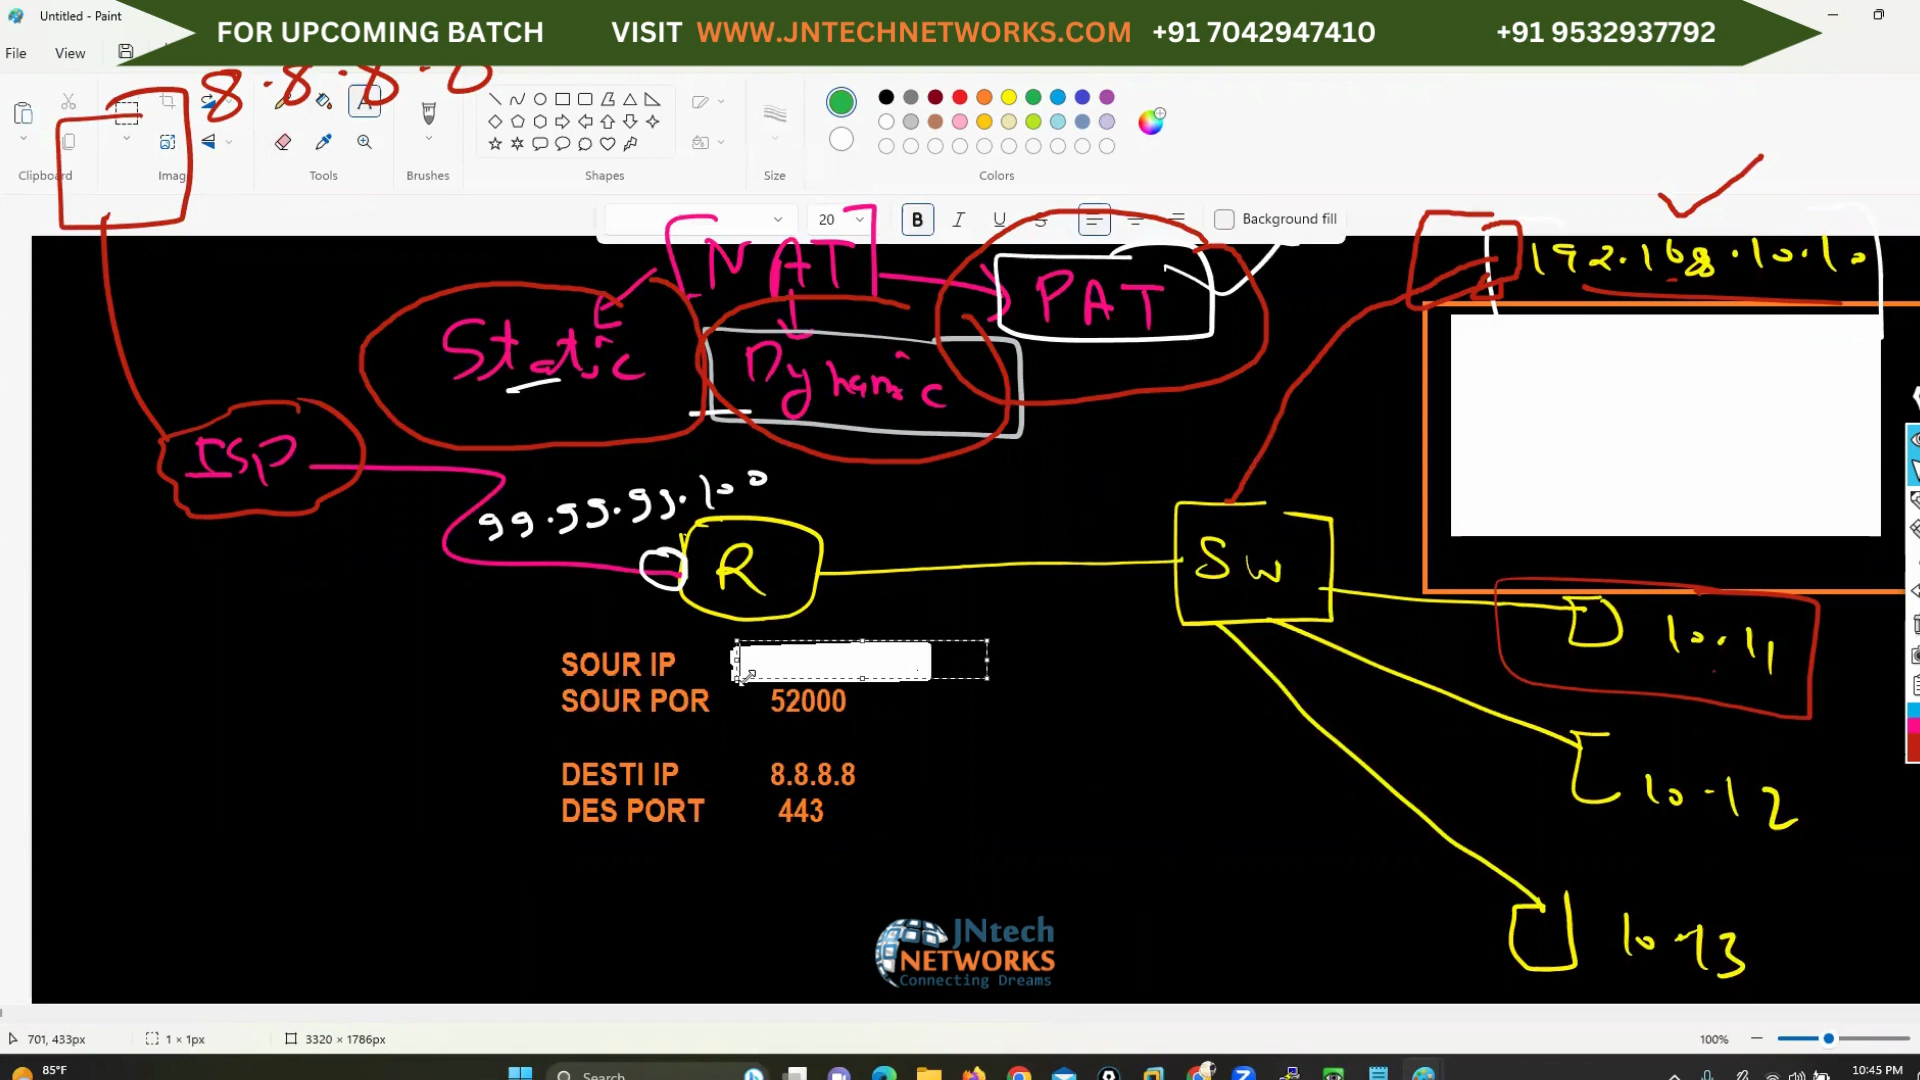 Untitled - Paint
FOR UPCOMING BATCH VISIT WWW.JNTECHNETWORKS.COM +91 7042947410 +91 9532937792
File View
8.8.8.8
Clipboard Image Tools Brushes Shapes Size Colors
20 B I U S Background fill
NAT
192.168.10.10
PAT
Static
Dynamic
ISP
99.99.99.100
R
SW
10.11
SOUR IP
SOUR POR 52000
DESTI IP 8.8.8.8
10.12
DES PORT 443
JNtech
NETWORKS
Connecting Dreams
10.13
701, 433px 1 × 1px 3320 × 1786px 100%
85°F
Search
10:45 PM